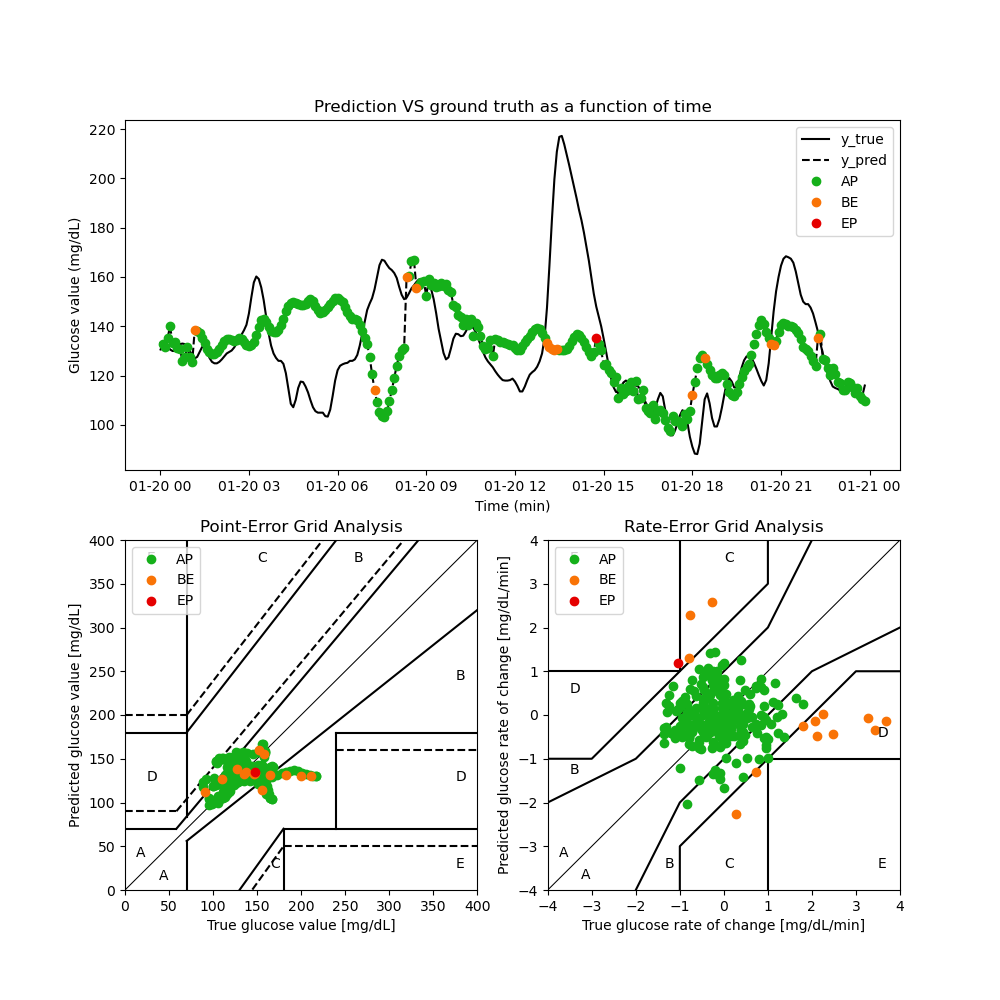 Prediction VS ground truth as a function of time
Glucose value (mg/dL)
220
200
180
160
140
120
100
y_true
y_pred
AP
BE
EP
01-20 00 01-20 03 01-20 06 01-20 09 01-20 12 01-20 15 01-20 18 01-20 21 01-21 00
Time (min)
Point-Error Grid Analysis
Predicted glucose value [mg/dL]
400
350
300
250
200
150
100
50
0
AP
BE
EP
C
B
B
D
D
A
A
C
E
0 50 100 150 200 250 300 350 400
True glucose value [mg/dL]
Rate-Error Grid Analysis
Predicted glucose rate of change [mg/dL/min]
4
3
2
1
0
−1
−2
−3
−4
AP
BE
EP
C
D
D
B
A
A
B
C
E
−4 −3 −2 −1 0 1 2 3 4
True glucose rate of change [mg/dL/min]